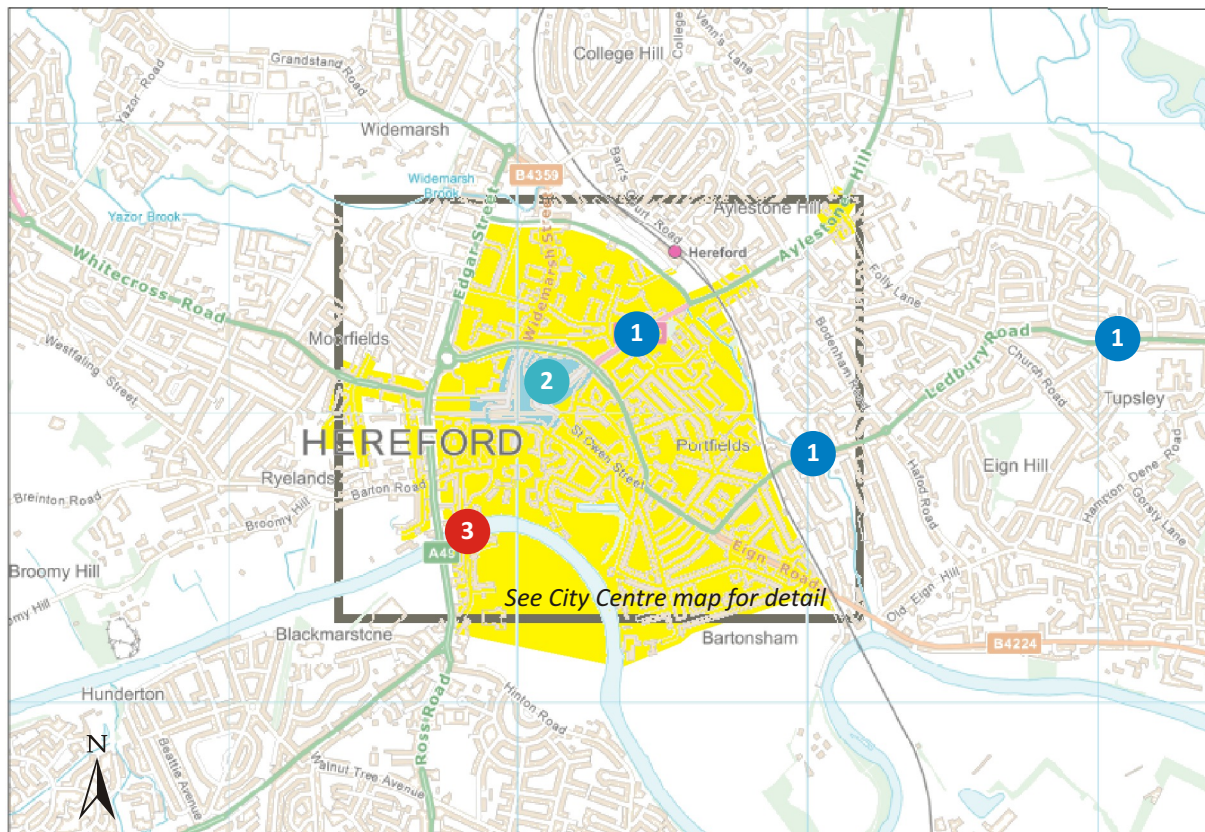 College Hill
College
Venn's Lane
Grandstand Road
Yazor Road
Widemarsh
B4359
Widemarsh
Brook
Barr's Court Road
Aylestone Hill
Aylestone Hill
Yazor Brook
Edgar Street
Widemarsh Street
Hereford
Whitecross Road
Folly Lane
Moorfields
1
1
Westfaling Street
Bodenham Road
Ledbury Road
Church Road
2
Tupsley
HEREFORD
St Owen Street
Portfields
1
Eign Hill
Ryelands
Barton Road
Breinton Road
Broomy Hill
Hafod Road
Hampton Dene Road
Gorsty Lane
3
A49
Eign Road
Broomy Hill
omy Hill
See City Centre map for detail
Old Eign Hill
Blackmarstone
Bartonsham
B4224
Hunderton
Hinton Road
Ross Road
N
Walnut Tree Avenue
Beattie Avenue